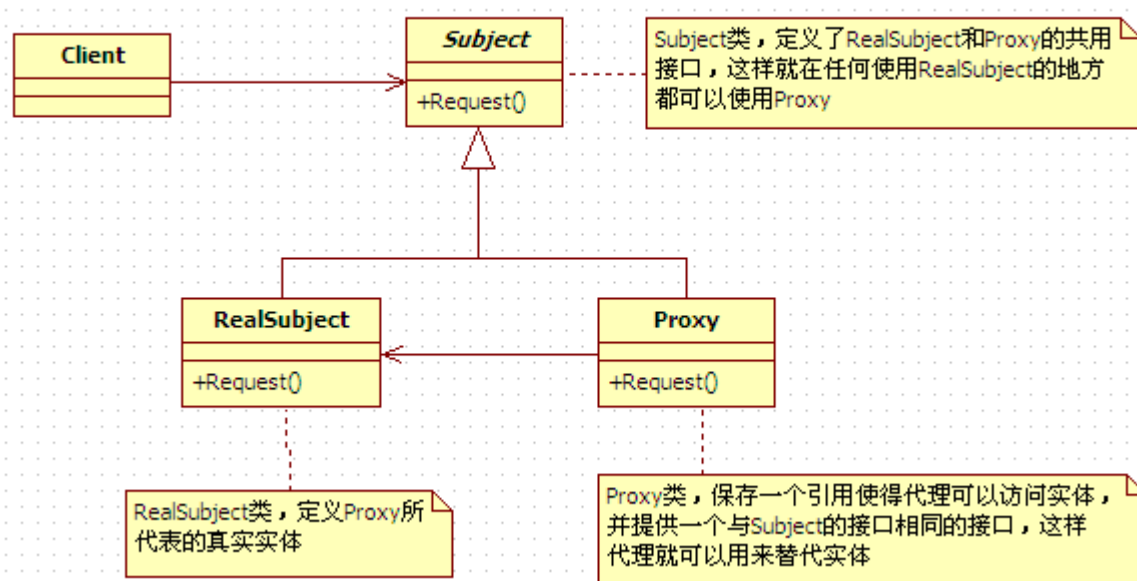 Client
Subject
+Request()
Subject类，定义了RealSubject和Proxy的共用
接口，这样就在任何使用RealSubject的地方
都可以使用Proxy
RealSubject
+Request()
Proxy
+Request()
RealSubject类，定义Proxy所
代表的真实实体
Proxy类，保存一个引用使得代理可以访问实体，
并提供一个与Subject的接口相同的接口，这样
代理就可以用来替代实体